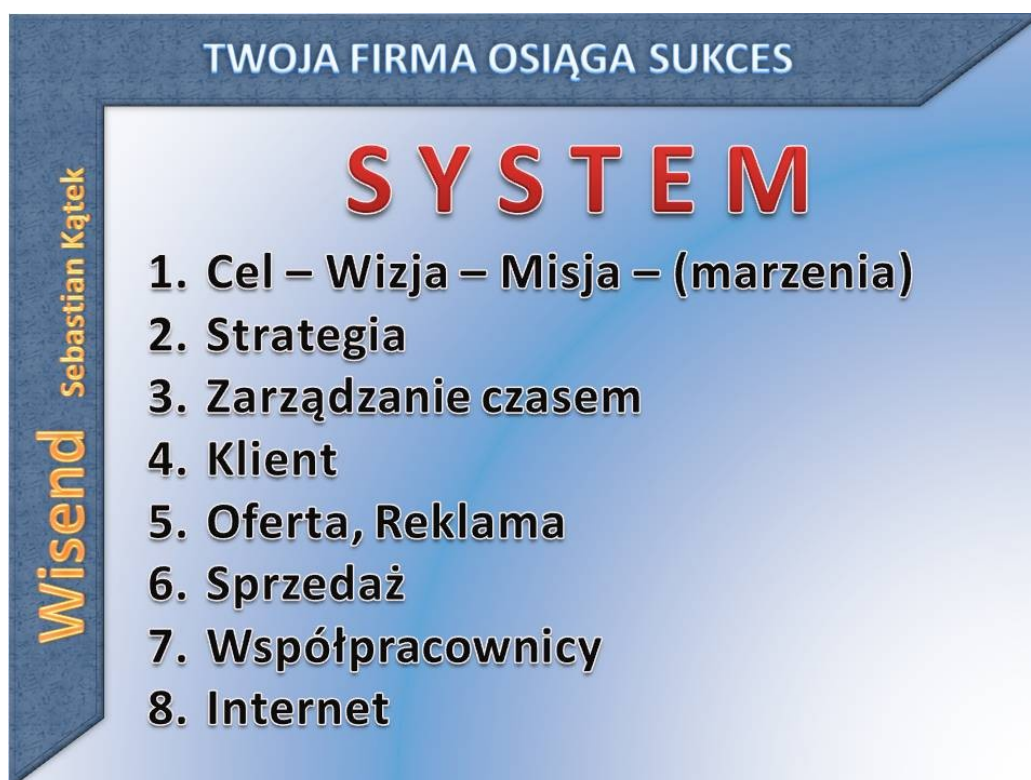 TWOJA FIRMA OSIĄGA SUKCES
S Y S T E M
1. Cel – Wizja – Misja – (marzenia)
2. Strategia
3. Zarządzanie czasem
4. Klient
5. Oferta, Reklama
6. Sprzedaż
7. Współpracownicy
8. Internet
Wisend Sebastian Kątek